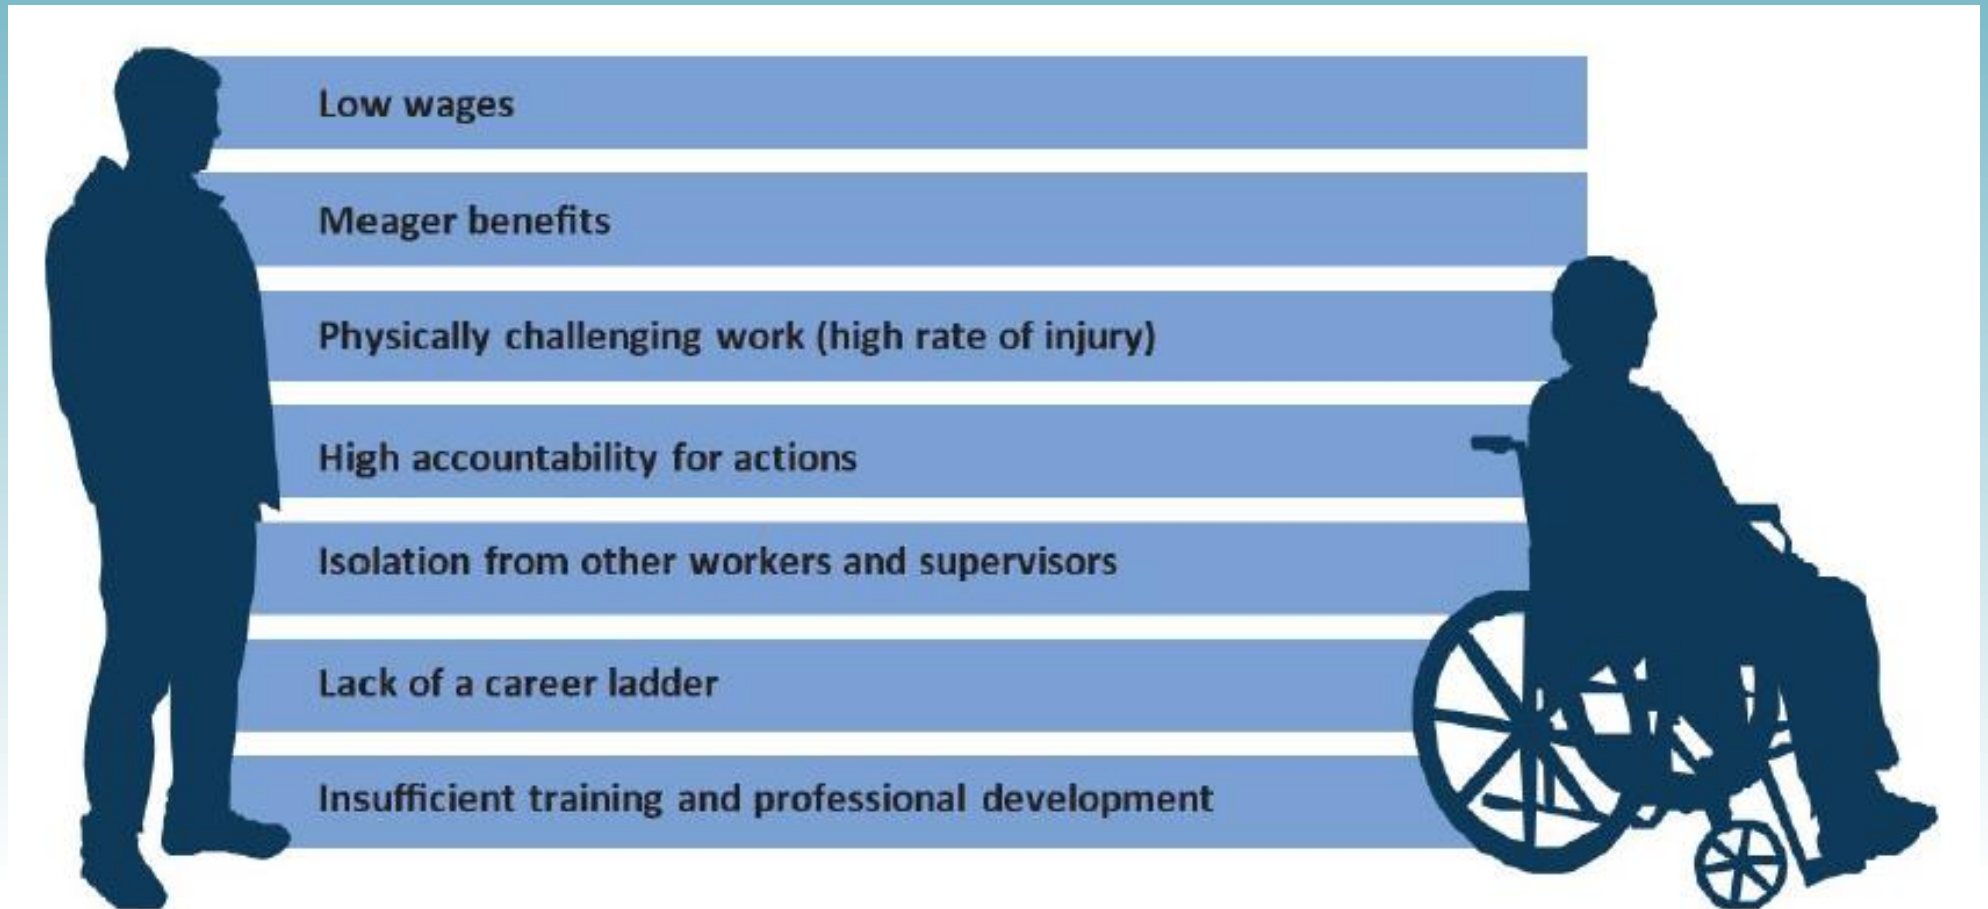 Low wages
Meager benefits
Physically challenging work (high rate of injury)
High accountability for actions
Isolation from other workers and supervisors
Lack of a career ladder
Insufficient training and professional development